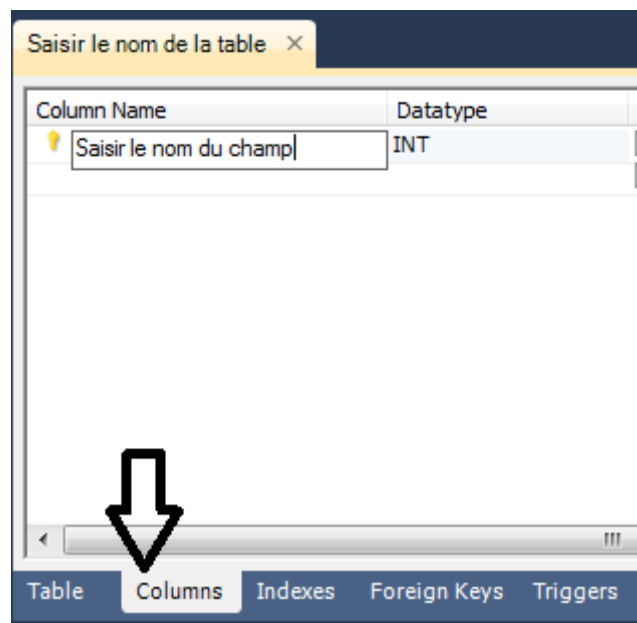 Saisir le nom de la table
Column Name Datatype
Saisir le nom du champ INT
Table Columns Indexes Foreign Keys Triggers